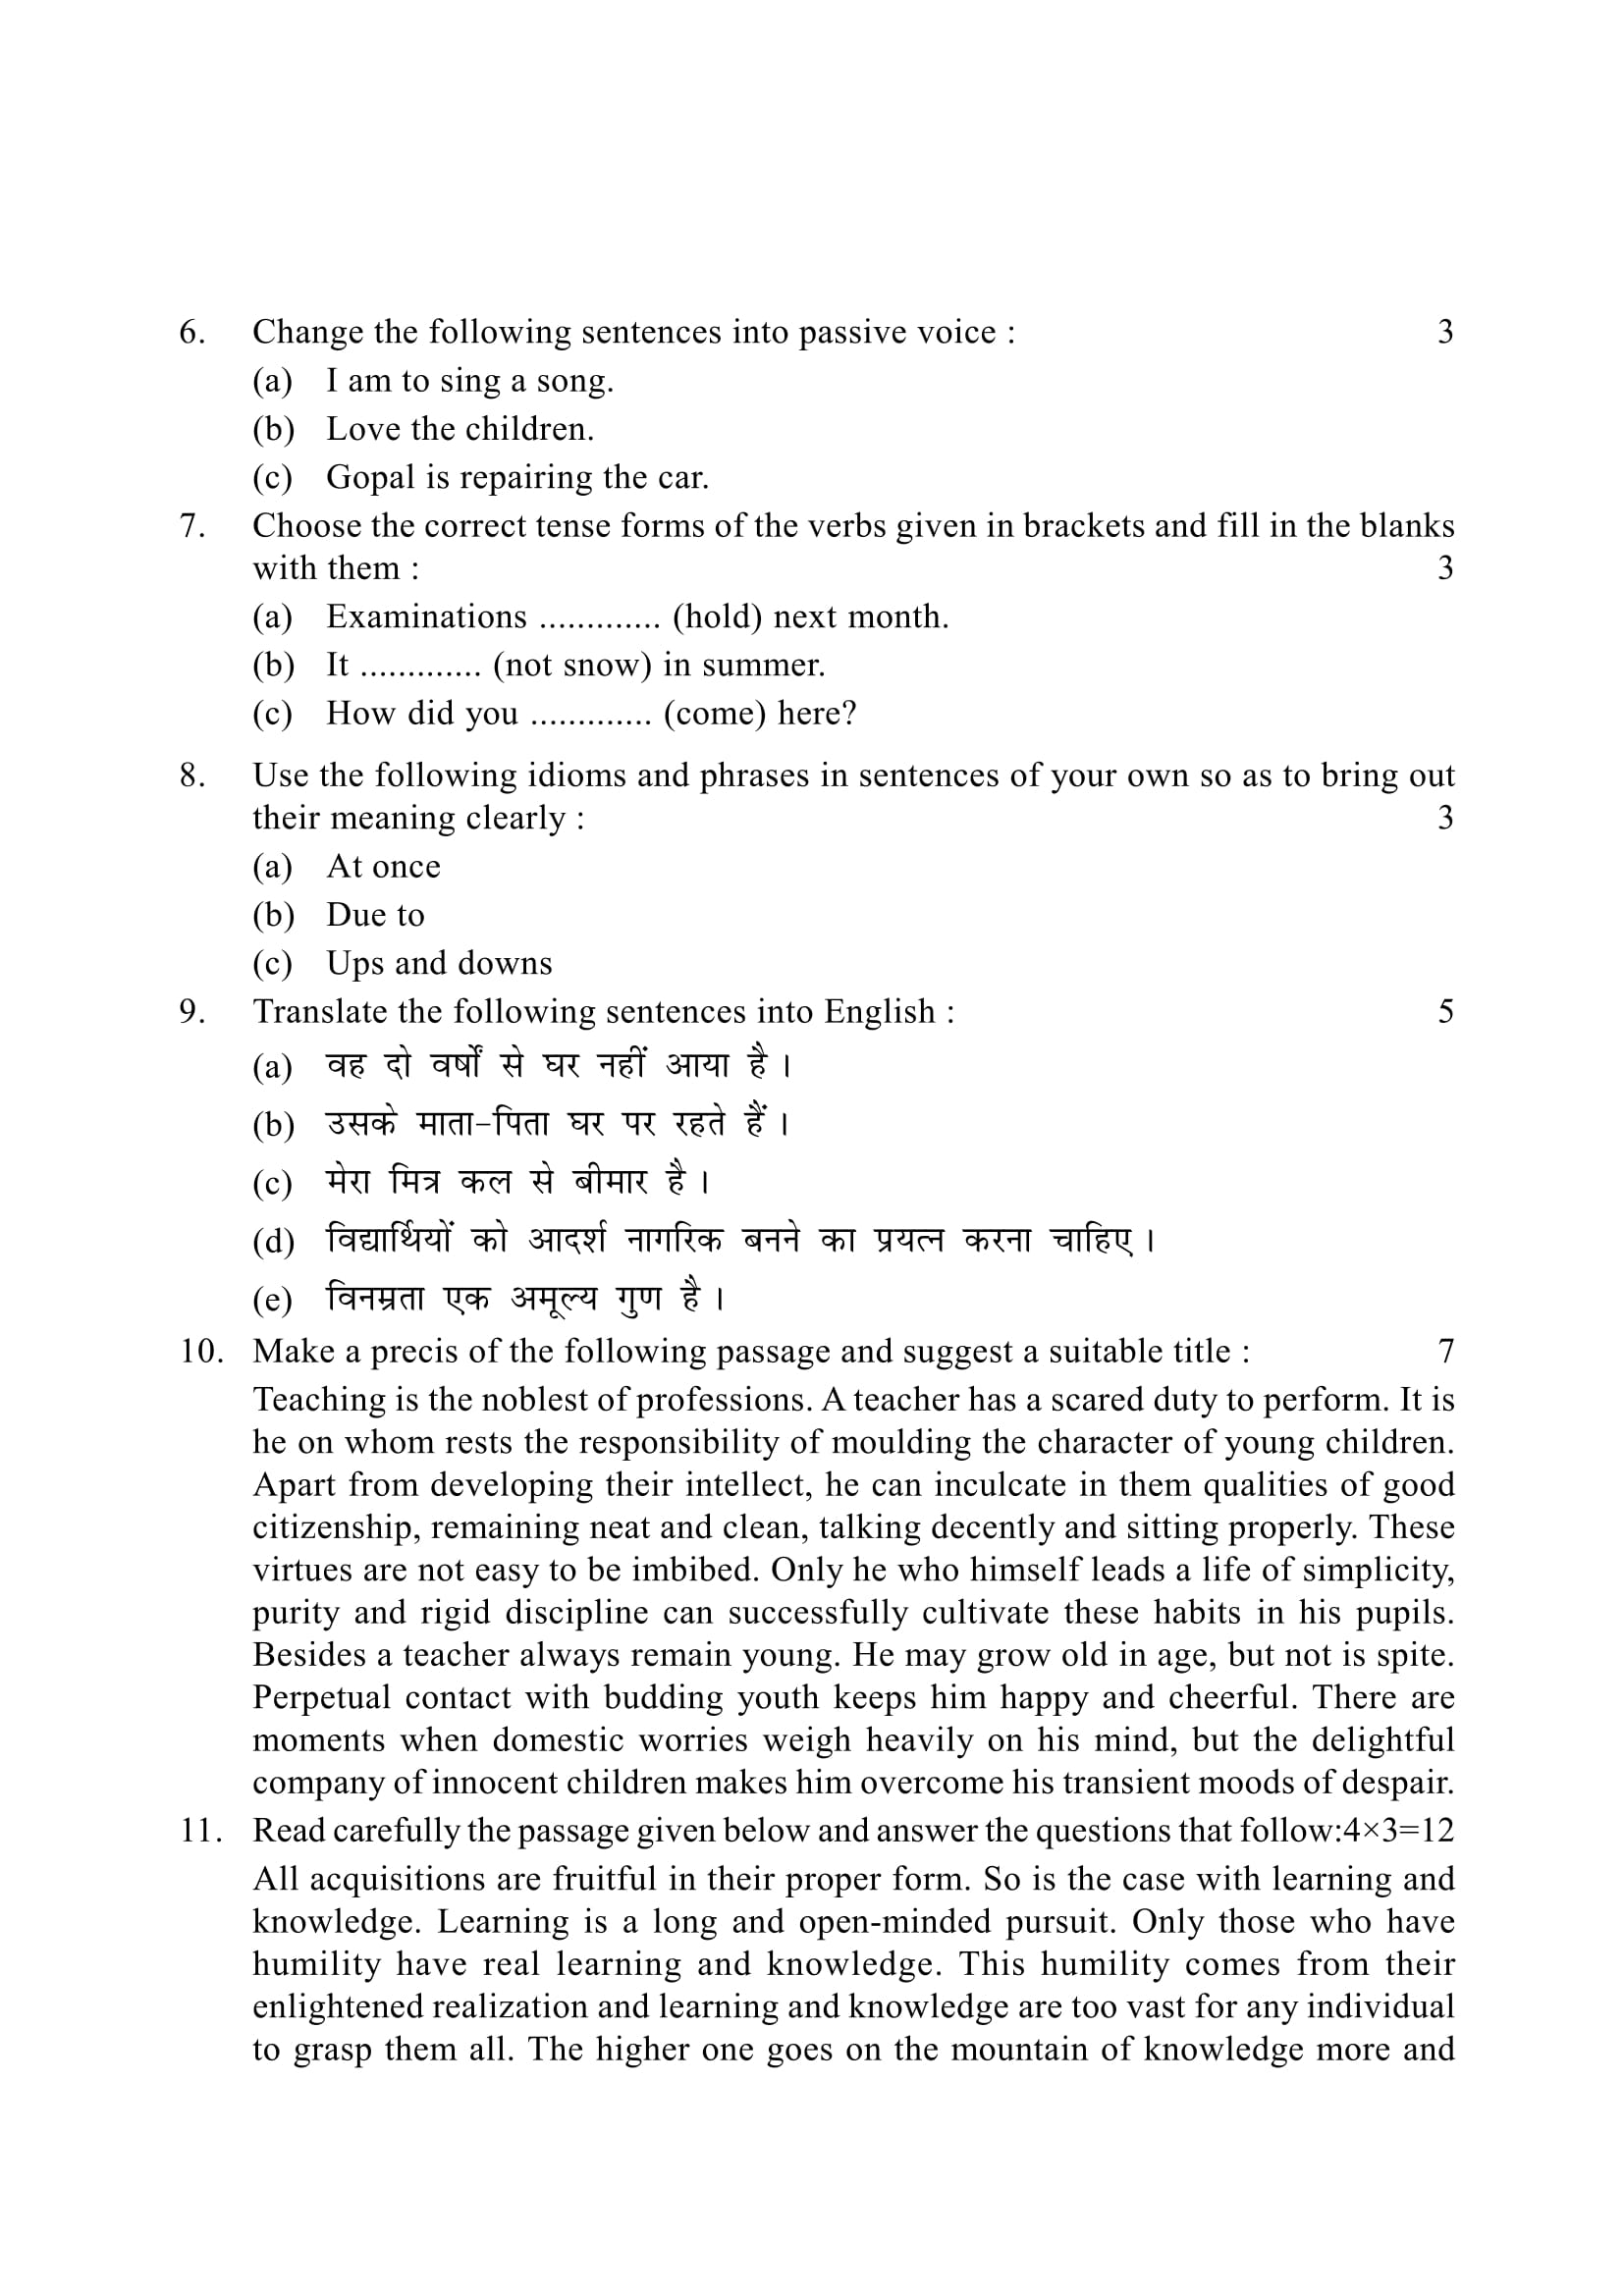 6. Change the following sentences into passive voice : 3
(a) I am to sing a song.
(b) Love the children.
(c) Gopal is repairing the car.
7. Choose the correct tense forms of the verbs given in brackets and fill in the blanks
with them : 3
(a) Examinations ............. (hold) next month.
(b) It ............. (not snow) in summer.
(c) How did you ............. (come) here?
8. Use the following idioms and phrases in sentences of your own so as to bring out
their meaning clearly : 3
(a) At once
(b) Due to
(c) Ups and downs
9. Translate the following sentences into English : 5
(a) वह दो वर्षों से घर नहीं आया है ।
(b) उसके माता-पिता घर पर रहते हैं ।
(c) मेरा मित्र कल से बीमार है ।
(d) विद्यार्थियों को आदर्श नागरिक बनने का प्रयत्न करना चाहिए ।
(e) विनम्रता एक अमूल्य गुण है ।
10. Make a precis of the following passage and suggest a suitable title : 7
Teaching is the noblest of professions. A teacher has a scared duty to perform. It is
he on whom rests the responsibility of moulding the character of young children.
Apart from developing their intellect, he can inculcate in them qualities of good
citizenship, remaining neat and clean, talking decently and sitting properly. These
virtues are not easy to be imbibed. Only he who himself leads a life of simplicity,
purity and rigid discipline can successfully cultivate these habits in his pupils.
Besides a teacher always remain young. He may grow old in age, but not is spite.
Perpetual contact with budding youth keeps him happy and cheerful. There are
moments when domestic worries weigh heavily on his mind, but the delightful
company of innocent children makes him overcome his transient moods of despair.
11. Read carefully the passage given below and answer the questions that follow:4×3=12
All acquisitions are fruitful in their proper form. So is the case with learning and
knowledge. Learning is a long and open-minded pursuit. Only those who have
humility have real learning and knowledge. This humility comes from their
enlightened realization and learning and knowledge are too vast for any individual
to grasp them all. The higher one goes on the mountain of knowledge more and